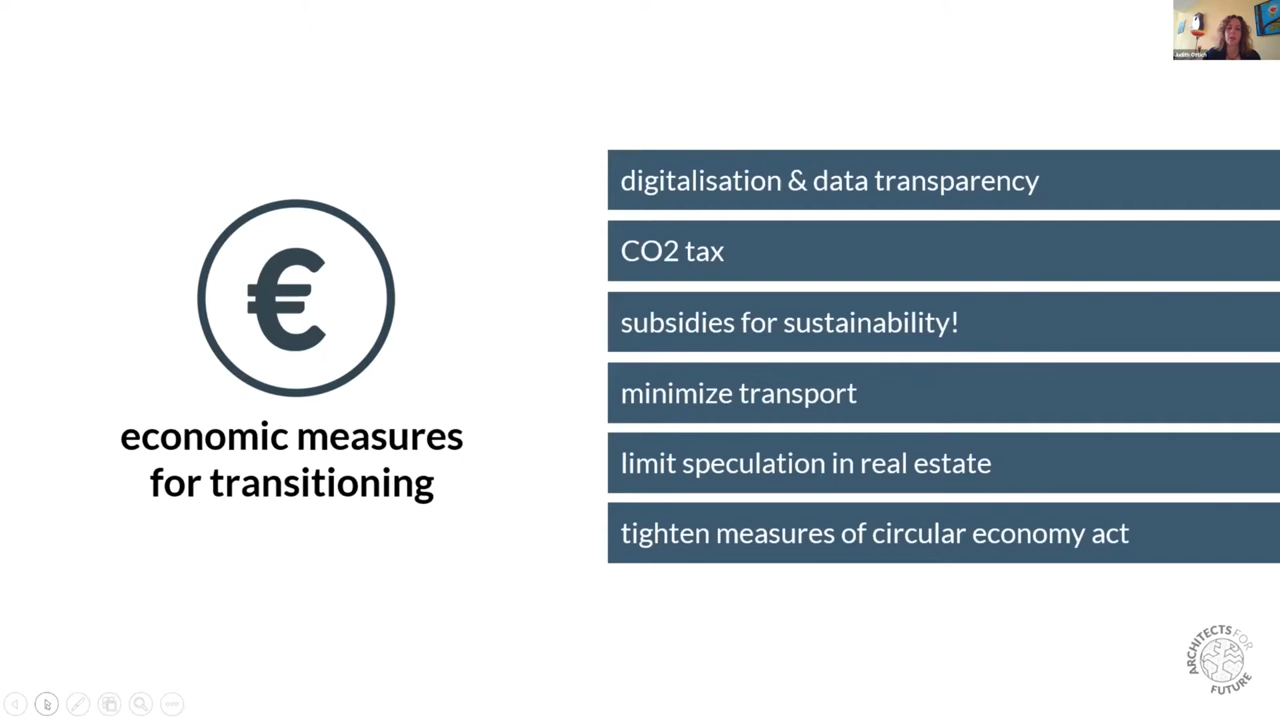 economic measures
for transitioning
digitalisation & data transparency
CO2 tax
subsidies for sustainability!
minimize transport
limit speculation in real estate
tighten measures of circular economy act
ARCHITECTS FOR
FUTURE
€